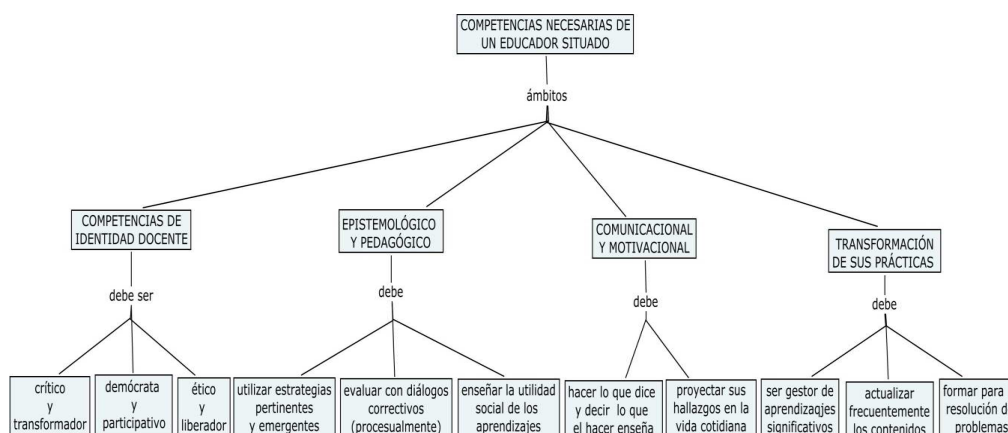 COMPETENCIAS NECESARIAS DE
UN EDUCADOR SITUADO
ámbitos
COMPETENCIAS DE
IDENTIDAD DOCENTE
EPISTEMOLÓGICO
Y PEDAGÓGICO
COMUNICACIONAL
Y MOTIVACIONAL
TRANSFORMACIÓN
DE SUS PRÁCTICAS
debe ser
debe
debe
debe
crítico
y
transformador
demócrata
y
participativo
ético
y
liberador
utilizar estrategias
pertinentes
y emergentes
evaluar con diálogos
correctivos
(procesualmente)
enseñar la utilidad
social de los
aprendizajes
hacer lo que dice
y decir lo que
el hacer enseña
proyectar sus
hallazgos en la
vida cotidiana
ser gestor de
aprendizaqjes
significativos
actualizar
frecuentemente
los contenidos
formar para
resolución d
problemas